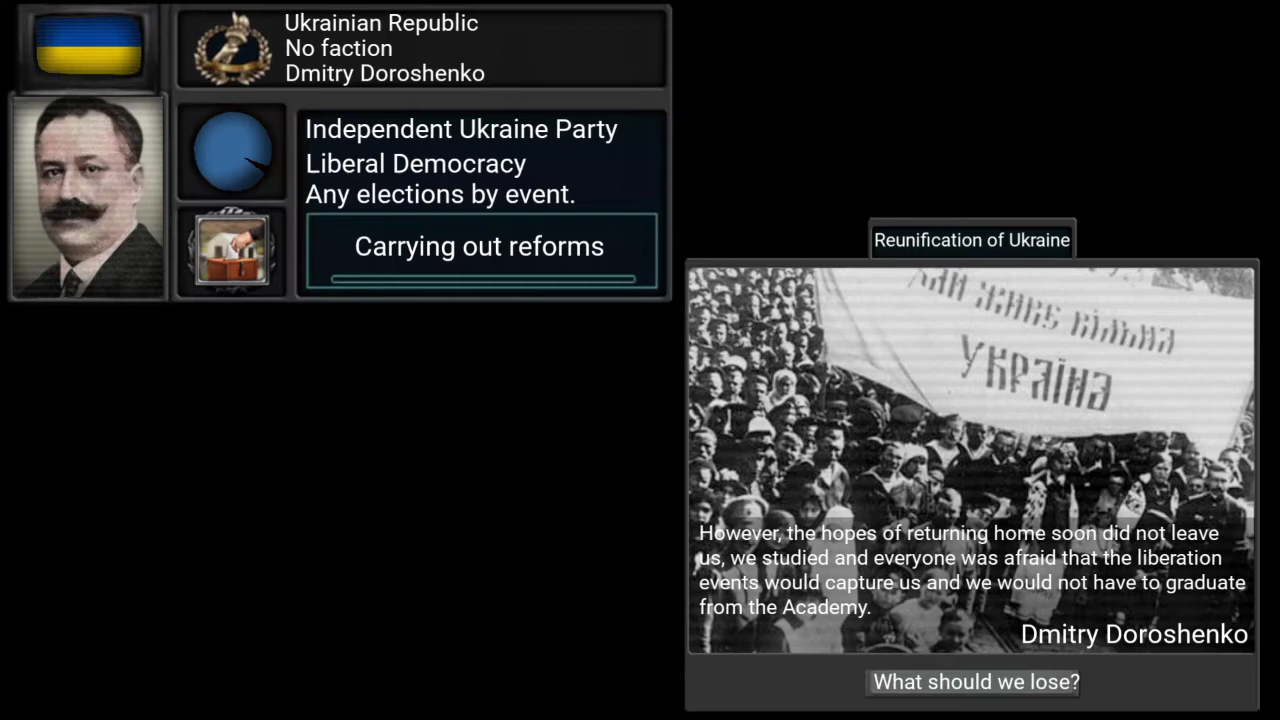 Ukrainian Republic
No faction
Dmitry Doroshenko
Independent Ukraine Party
Liberal Democracy
Any elections by event.
Carrying out reforms
Reunification of Ukraine
живе вільна
Україна
However, the hopes of returning home soon did not leave
us, we studied and everyone was afraid that the liberation
events would capture us and we would not have to graduate
from the Academy.
Dmitry Doroshenko
What should we lose?